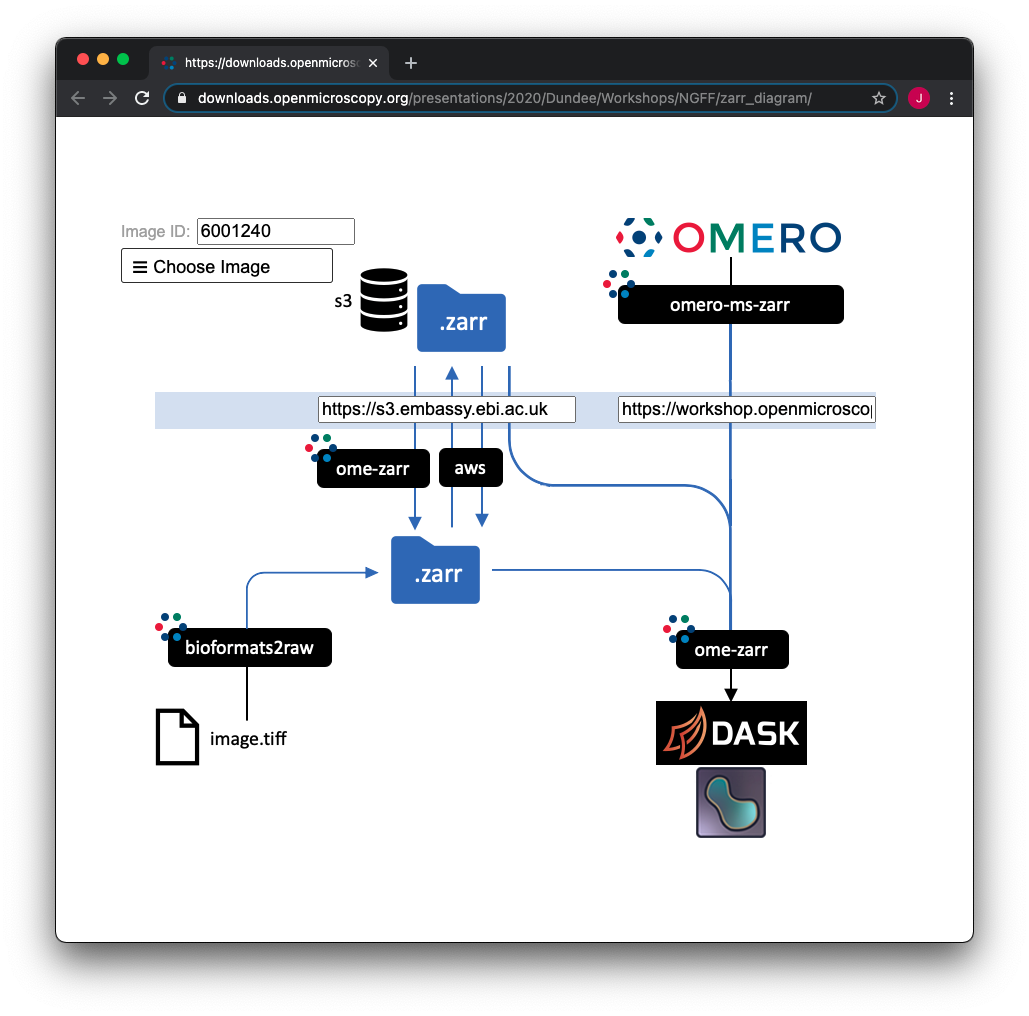 https://downloads.openmicrosc
downloads.openmicroscopy.org/presentations/2020/Dundee/Workshops/NGFF/zarr_diagram/
J
Image ID: 6001240
Choose Image
OMERO
s3
.zarr
omero-ms-zarr
https://s3.embassy.ebi.ac.uk
https://workshop.openmicroscop
ome-zarr
aws
.zarr
bioformats2raw
ome-zarr
image.tiff
DASK